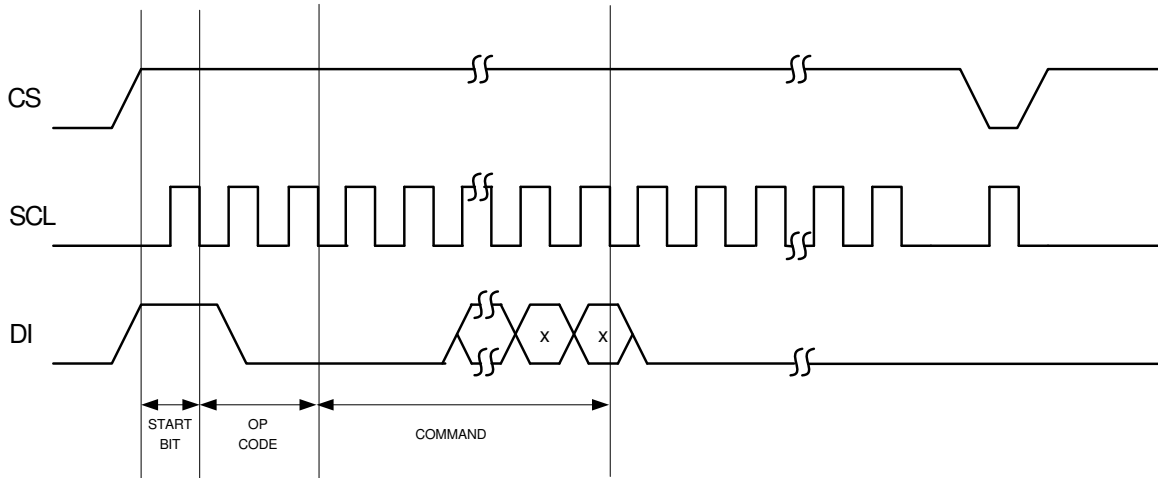 CS
SCL
DI
x x
START
BIT
OP
CODE
COMMAND